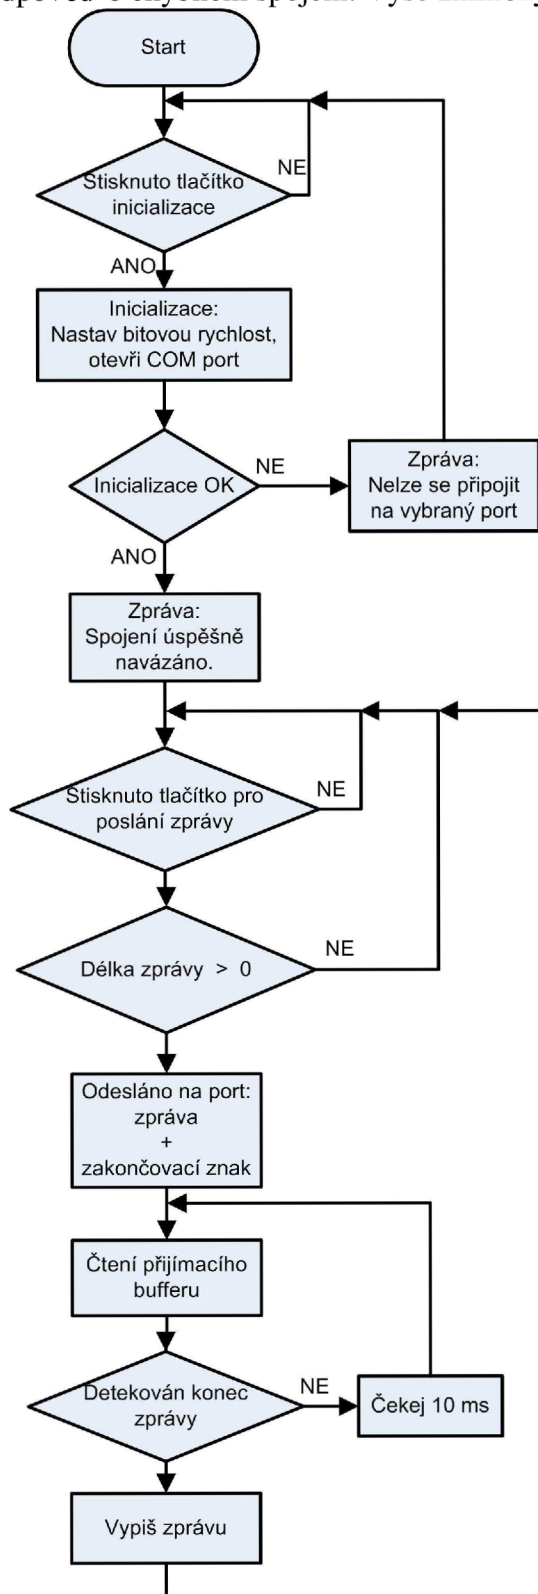 Start
Stisknuto tlačítko
inicializace
NE
ANO
Inicializace:
Nastav bitovou rychlost,
otevři COM port
Inicializace OK
NE
Zpráva:
Nelze se připojit
na vybraný port
ANO
Zpráva:
Spojení úspěšně
navázáno.
Stisknuto tlačítko pro
poslání zprávy
NE
Délka zprávy > 0
NE
Odesláno na port:
zpráva
+
zakončovací znak
Čtení přijímacího
bufferu
Detekován konec
zprávy
NE
Čekej 10 ms
Vypiš zprávu